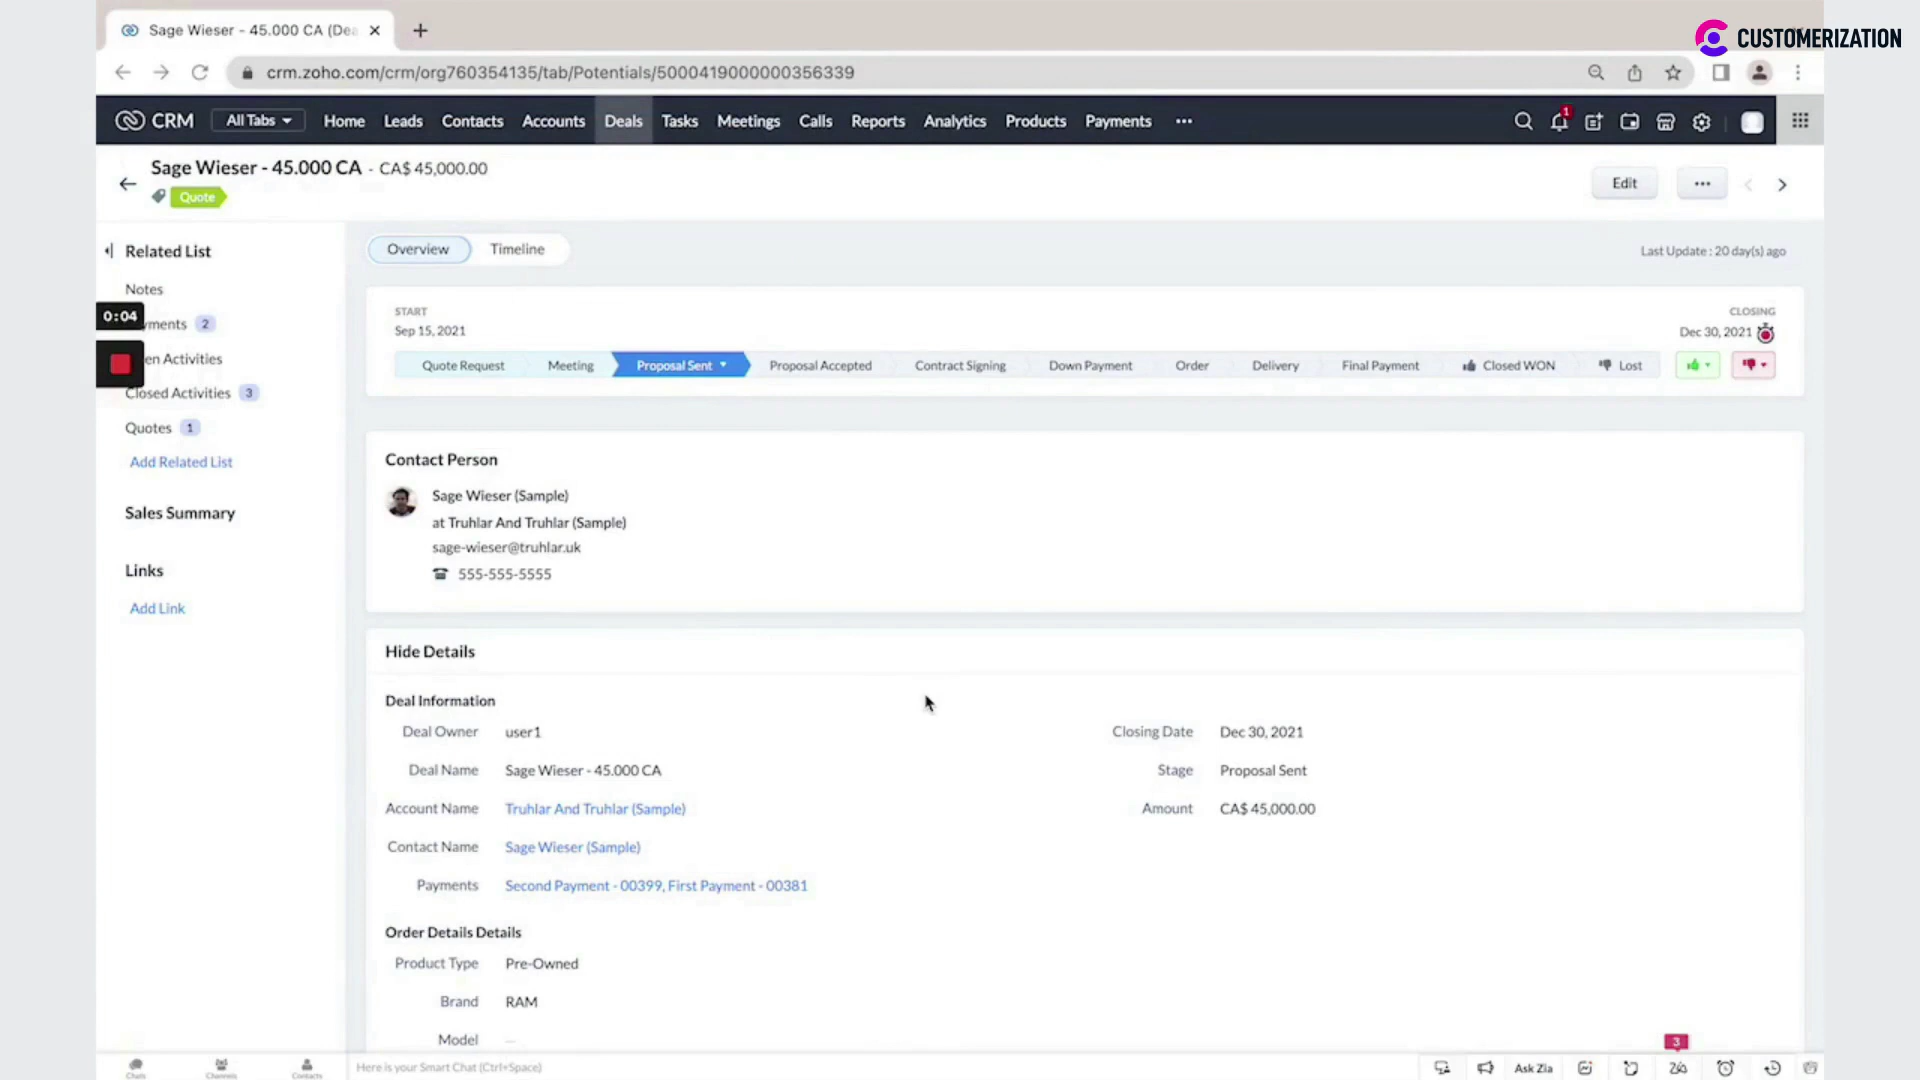 Sage Wieser - 45.000 CA (Dea
CUSTOMERIZATION
crm.zoho.com/crm/org760354135/tab/Potentials/5000419000000356339
CRM All Tabs Home Leads Contacts Accounts Deals Tasks Meetings Calls Reports Analytics Products Payments ...
1
Sage Wieser - 45.000 CA - CA$ 45,000.00
Quote
Edit
...
Related List
Notes
yments 2
en Activities
Closed Activities 3
Quotes 1
Add Related List
Sales Summary
Links
Add Link
0:04
Overview Timeline
Last Update : 20 day(s) ago
START
Sep 15, 2021
CLOSING
Dec 30, 2021
Quote Request Meeting Proposal Sent Proposal Accepted Contract Signing Down Payment Order Delivery Final Payment Closed WON Lost
Contact Person
Sage Wieser (Sample)
at Truhlar And Truhlar (Sample)
sage-wieser@truhlar.uk
555-555-5555
Hide Details
Deal Information
Deal Owner user1
Closing Date Dec 30, 2021
Deal Name Sage Wieser - 45.000 CA
Stage Proposal Sent
Account Name Truhlar And Truhlar (Sample)
Amount CA$ 45,000.00
Contact Name Sage Wieser (Sample)
Payments Second Payment - 00399, First Payment - 00381
Order Details Details
Product Type Pre-Owned
Brand RAM
Model —
3
Chats Channels Contacts
Here is your Smart Chat (Ctrl+Space)
Ask Zia